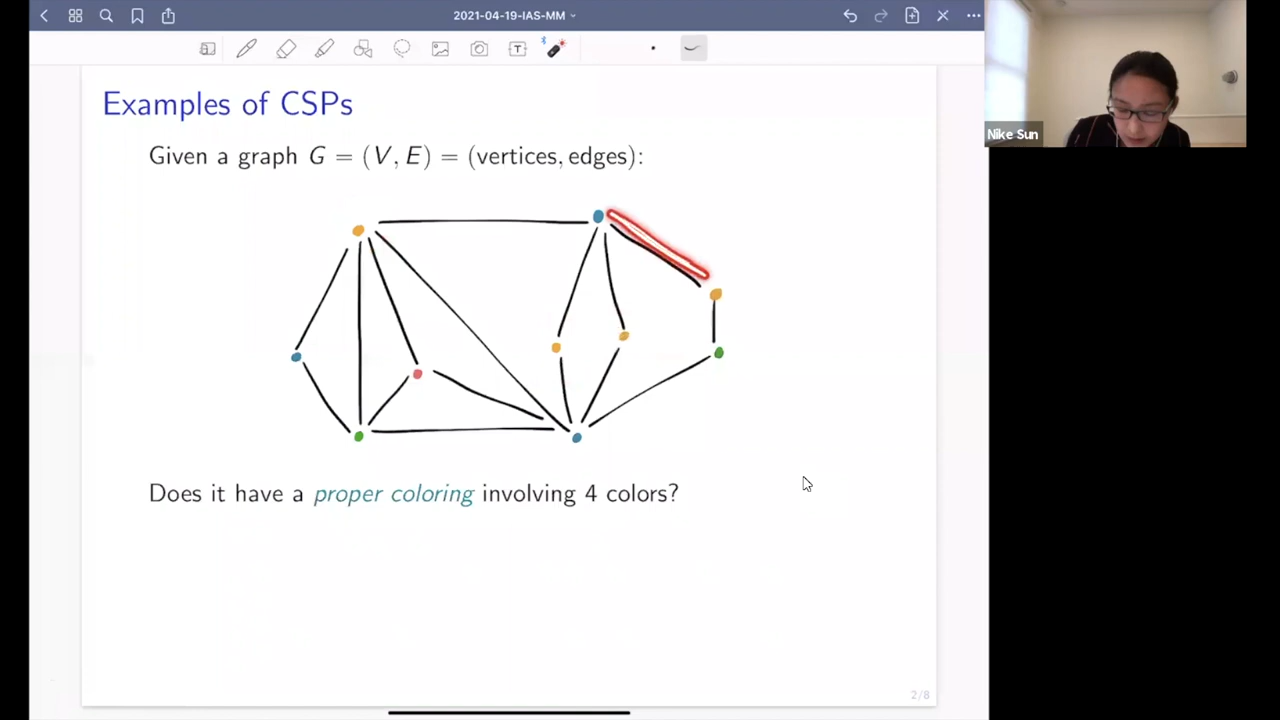 2021-04-19-IAS-MM
T
Examples of CSPs
Given a graph G = (V, E) = (vertices, edges):
Does it have a proper coloring involving 4 colors?
2/8
Nike Sun